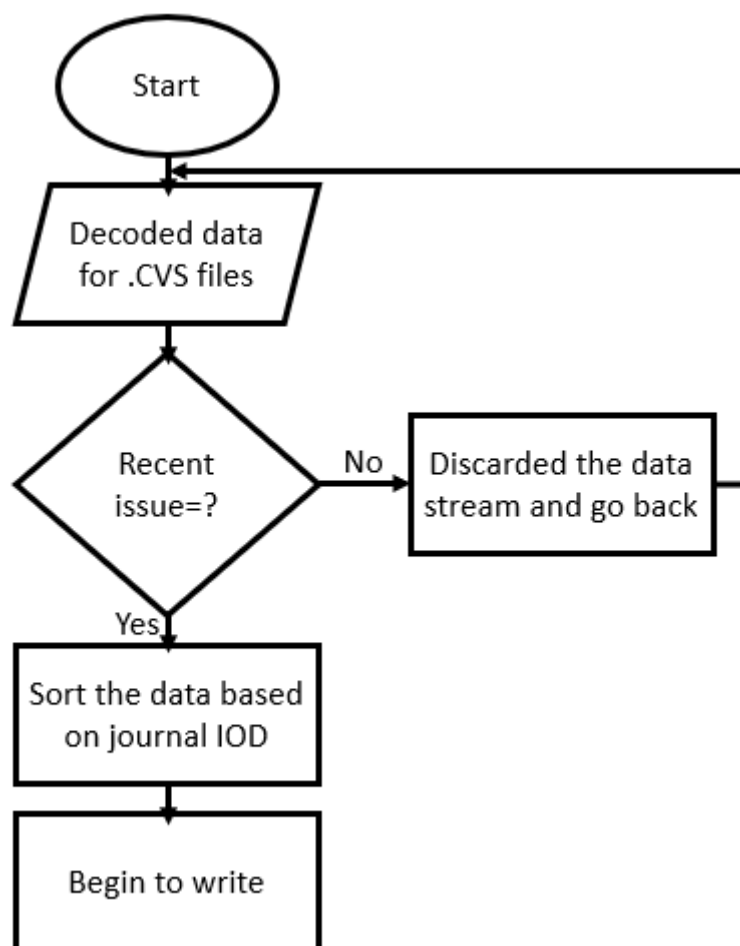 Start
Decoded data
for .CVS files
Recent
issue=?
No
Discarded the data
stream and go back
Yes
Sort the data based
on journal IOD
Begin to write